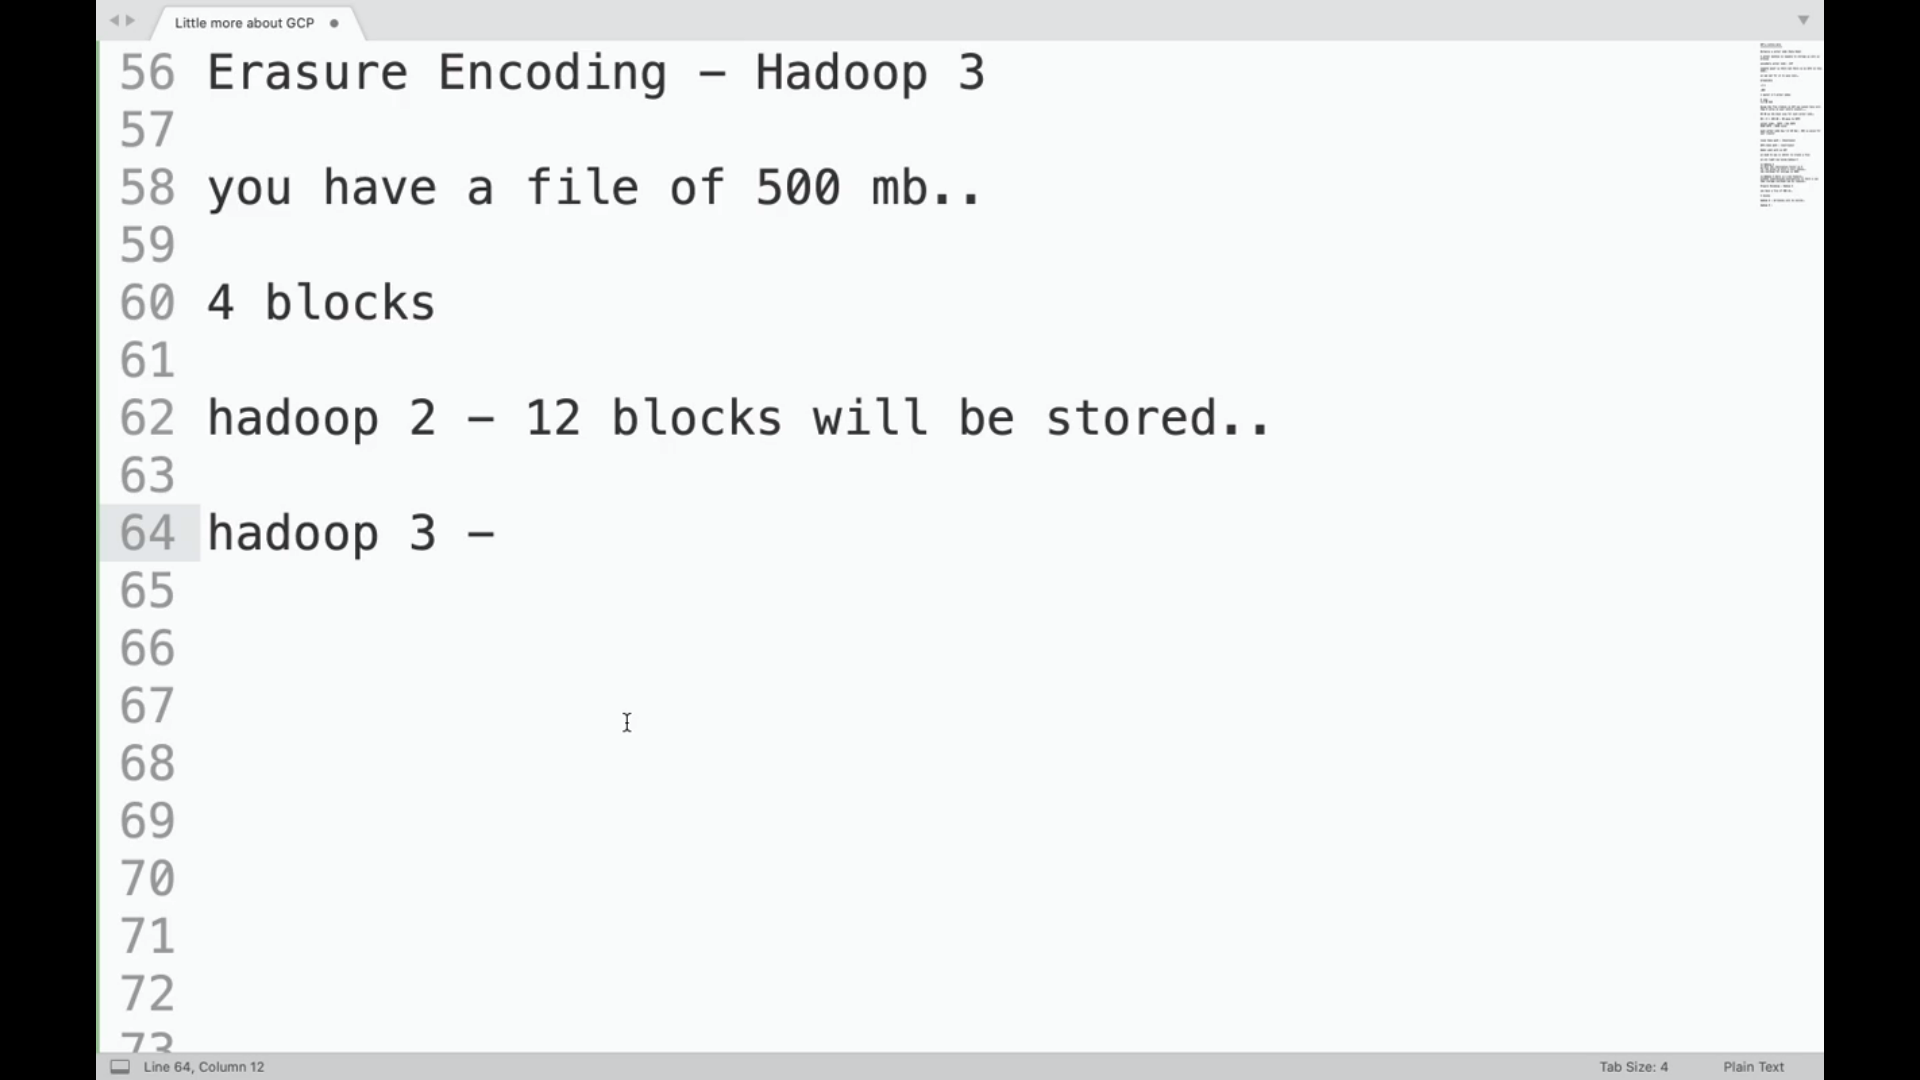 Little more about GCP
56 Erasure Encoding - Hadoop 3
57
58 you have a file of 500 mb..
59
60 4 blocks
61
62 hadoop 2 - 12 blocks will be stored..
63
64 hadoop 3 -
65
66
67
68
69
70
71
72
73
Line 64, Column 12 Tab Size: 4 Plain Text